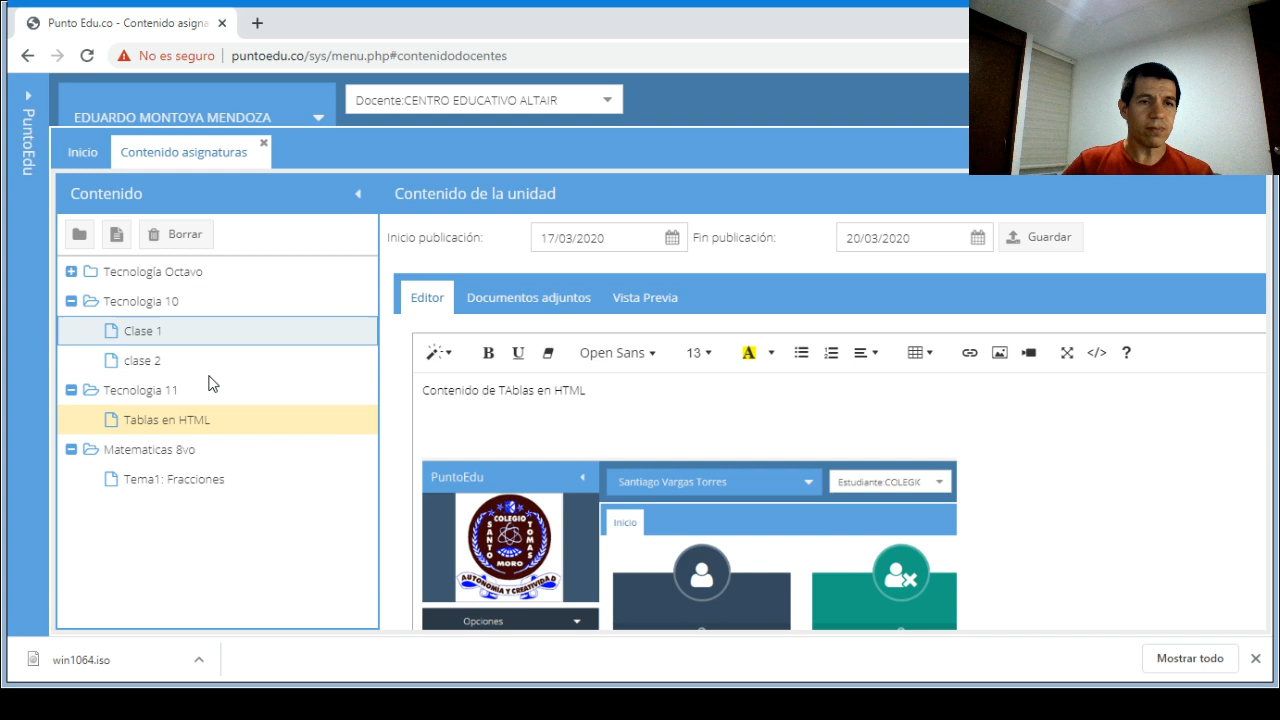 Punto Edu.co - Contenido asigna
No es seguro | puntoedu.co/sys/menu.php#contenidodocentes
PuntoEdu
EDUARDO MONTOYA MENDOZA
Docente:CENTRO EDUCATIVO ALTAIR
Inicio
Contenido asignaturas
Contenido
Contenido de la unidad
Borrar
Inicio publicación:
17/03/2020
Fin publicación:
20/03/2020
Guardar
Tecnología Octavo
Tecnologia 10
Clase 1
clase 2
Tecnologia 11
Tablas en HTML
Matematicas 8vo
Tema1: Fracciones
Editor
Documentos adjuntos
Vista Previa
B U Open Sans 13 A </> ?
Contenido de TAblas en HTML
PuntoEdu
Santiago Vargas Torres
Estudiante:COLEGIC
Inicio
COLEGIO
SANTO
TOMAS
MORO
AUTONOMIA Y CREATIVIDAD
Opciones
win1064.iso
Mostrar todo